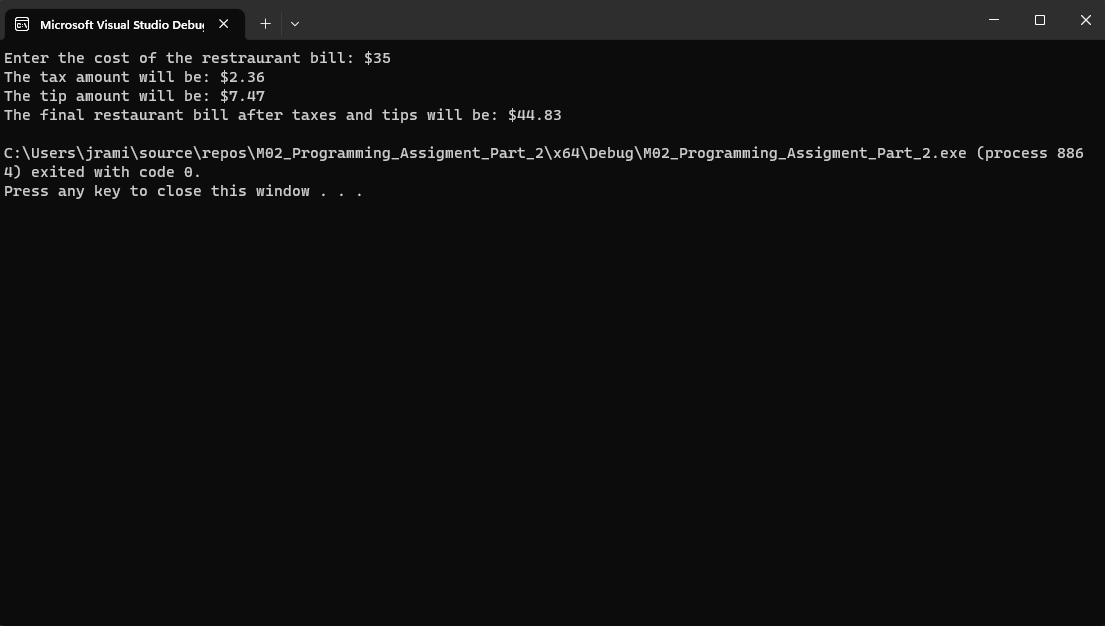 Microsoft Visual Studio Debug
Enter the cost of the restraurant bill: $35
The tax amount will be: $2.36
The tip amount will be: $7.47
The final restaurant bill after taxes and tips will be: $44.83
C:\Users\jrami\source\repos\M02_Programming_Assigment_Part_2\x64\Debug\M02_Programming_Assigment_Part_2.exe (process 886
4) exited with code 0.
Press any key to close this window . . .